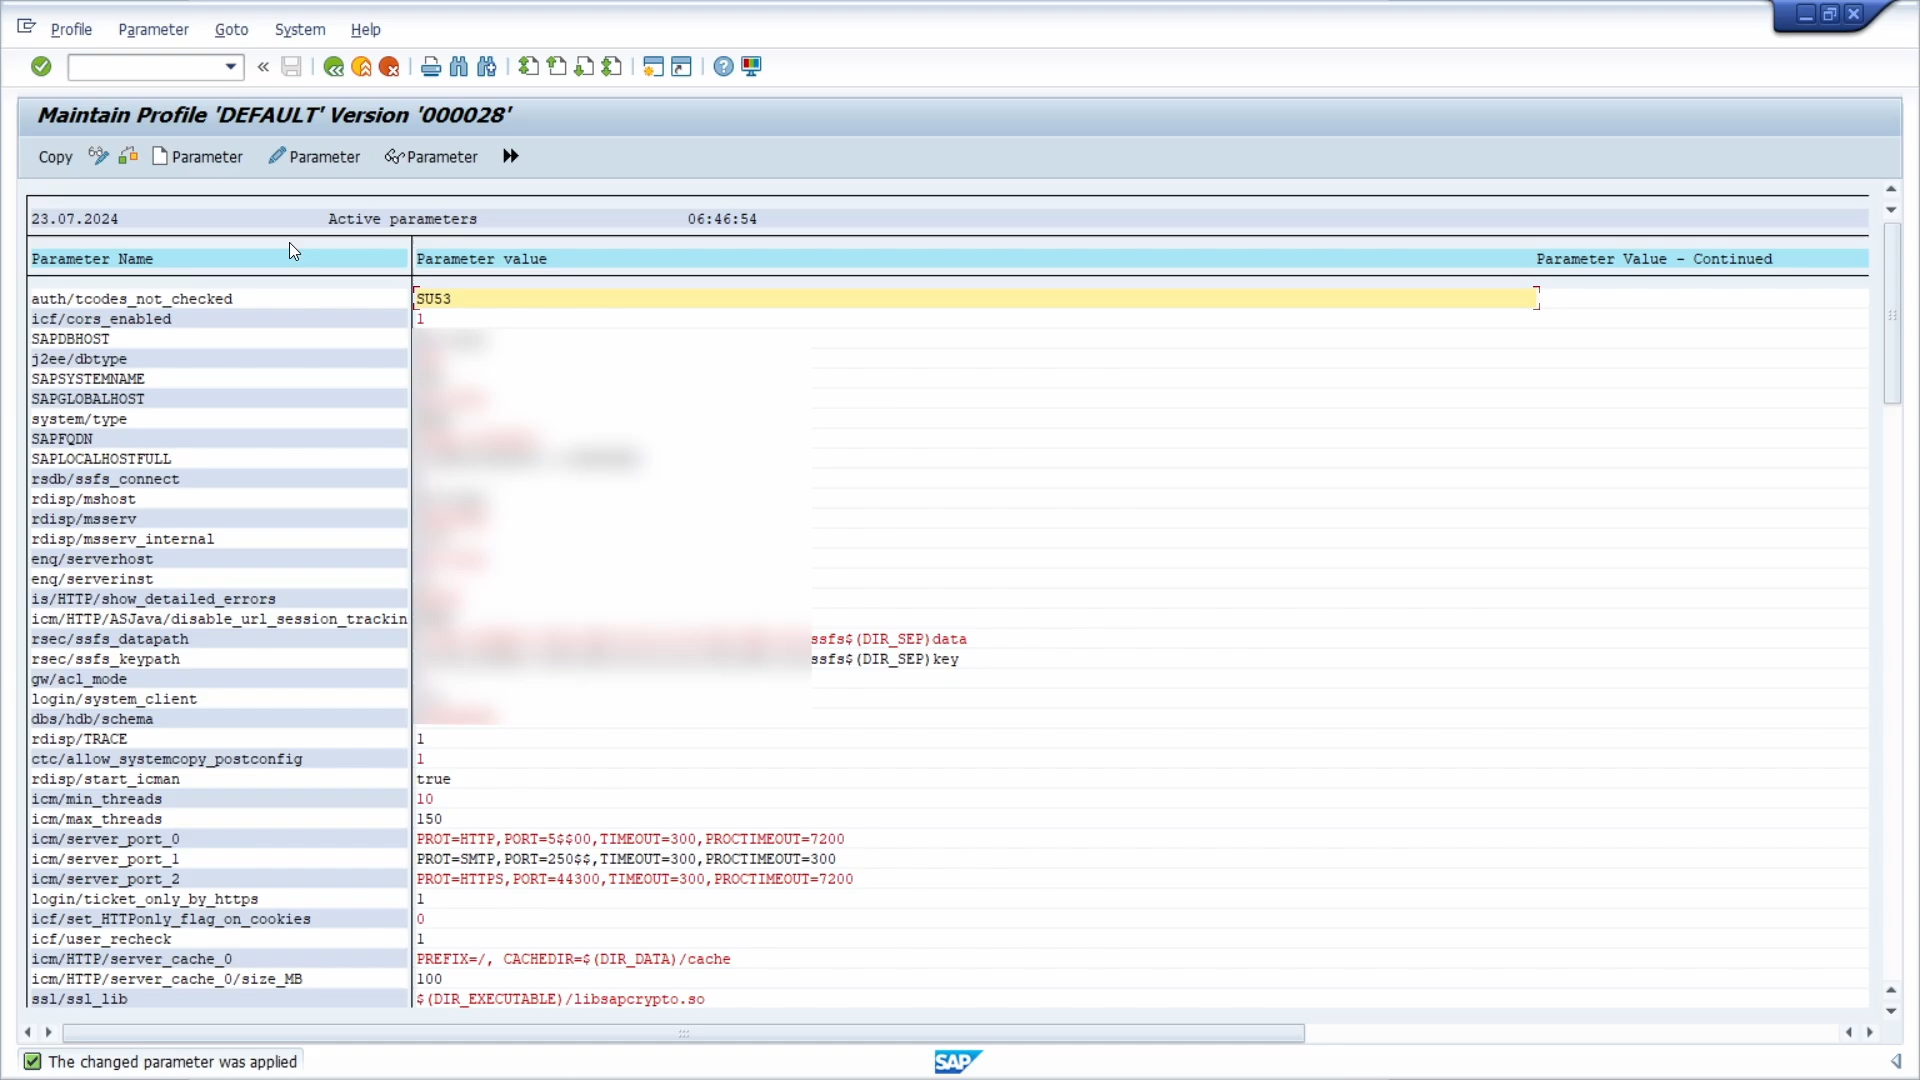 Profile Parameter Goto System Help
Maintain Profile 'DEFAULT' Version '000028'
Copy Parameter Parameter Parameter
23.07.2024 Active parameters 06:46:54
Parameter Name Parameter value Parameter Value - Continued
auth/tcodes_not_checked SU53
icf/cors_enabled 1
SAPDBHOST
j2ee/dbtype
SAPSYSTEMNAME
SAPGLOBALHOST
system/type
SAPFQDN
SAPLOCALHOSTFULL
rsdb/ssfs_connect
rdisp/mshost
rdisp/msserv
rdisp/msserv_internal
enq/serverhost
enq/serverinst
is/HTTP/show_detailed_errors
icm/HTTP/ASJava/disable_url_session_trackin
rsec/ssfs_datapath ssfs$(DIR_SEP)data
rsec/ssfs_keypath ssfs$(DIR_SEP)key
gw/acl_mode
login/system_client
dbs/hdb/schema
rdisp/TRACE 1
ctc/allow_systemcopy_postconfig 1
rdisp/start_icman true
icm/min_threads 10
icm/max_threads 150
icm/server_port_0 PROT=HTTP,PORT=5$$00,TIMEOUT=300,PROCTIMEOUT=7200
icm/server_port_1 PROT=SMTP,PORT=250$$,TIMEOUT=300,PROCTIMEOUT=300
icm/server_port_2 PROT=HTTPS,PORT=44300,TIMEOUT=300,PROCTIMEOUT=7200
login/ticket_only_by_https 1
icf/set_HTTPonly_flag_on_cookies 0
icf/user_recheck 1
icm/HTTP/server_cache_0 PREFIX=/, CACHEDIR=$(DIR_DATA)/cache
icm/HTTP/server_cache_0/size_MB 100
ssl/ssl_lib $(DIR_EXECUTABLE)/libsapcrypto.so
The changed parameter was applied SAP